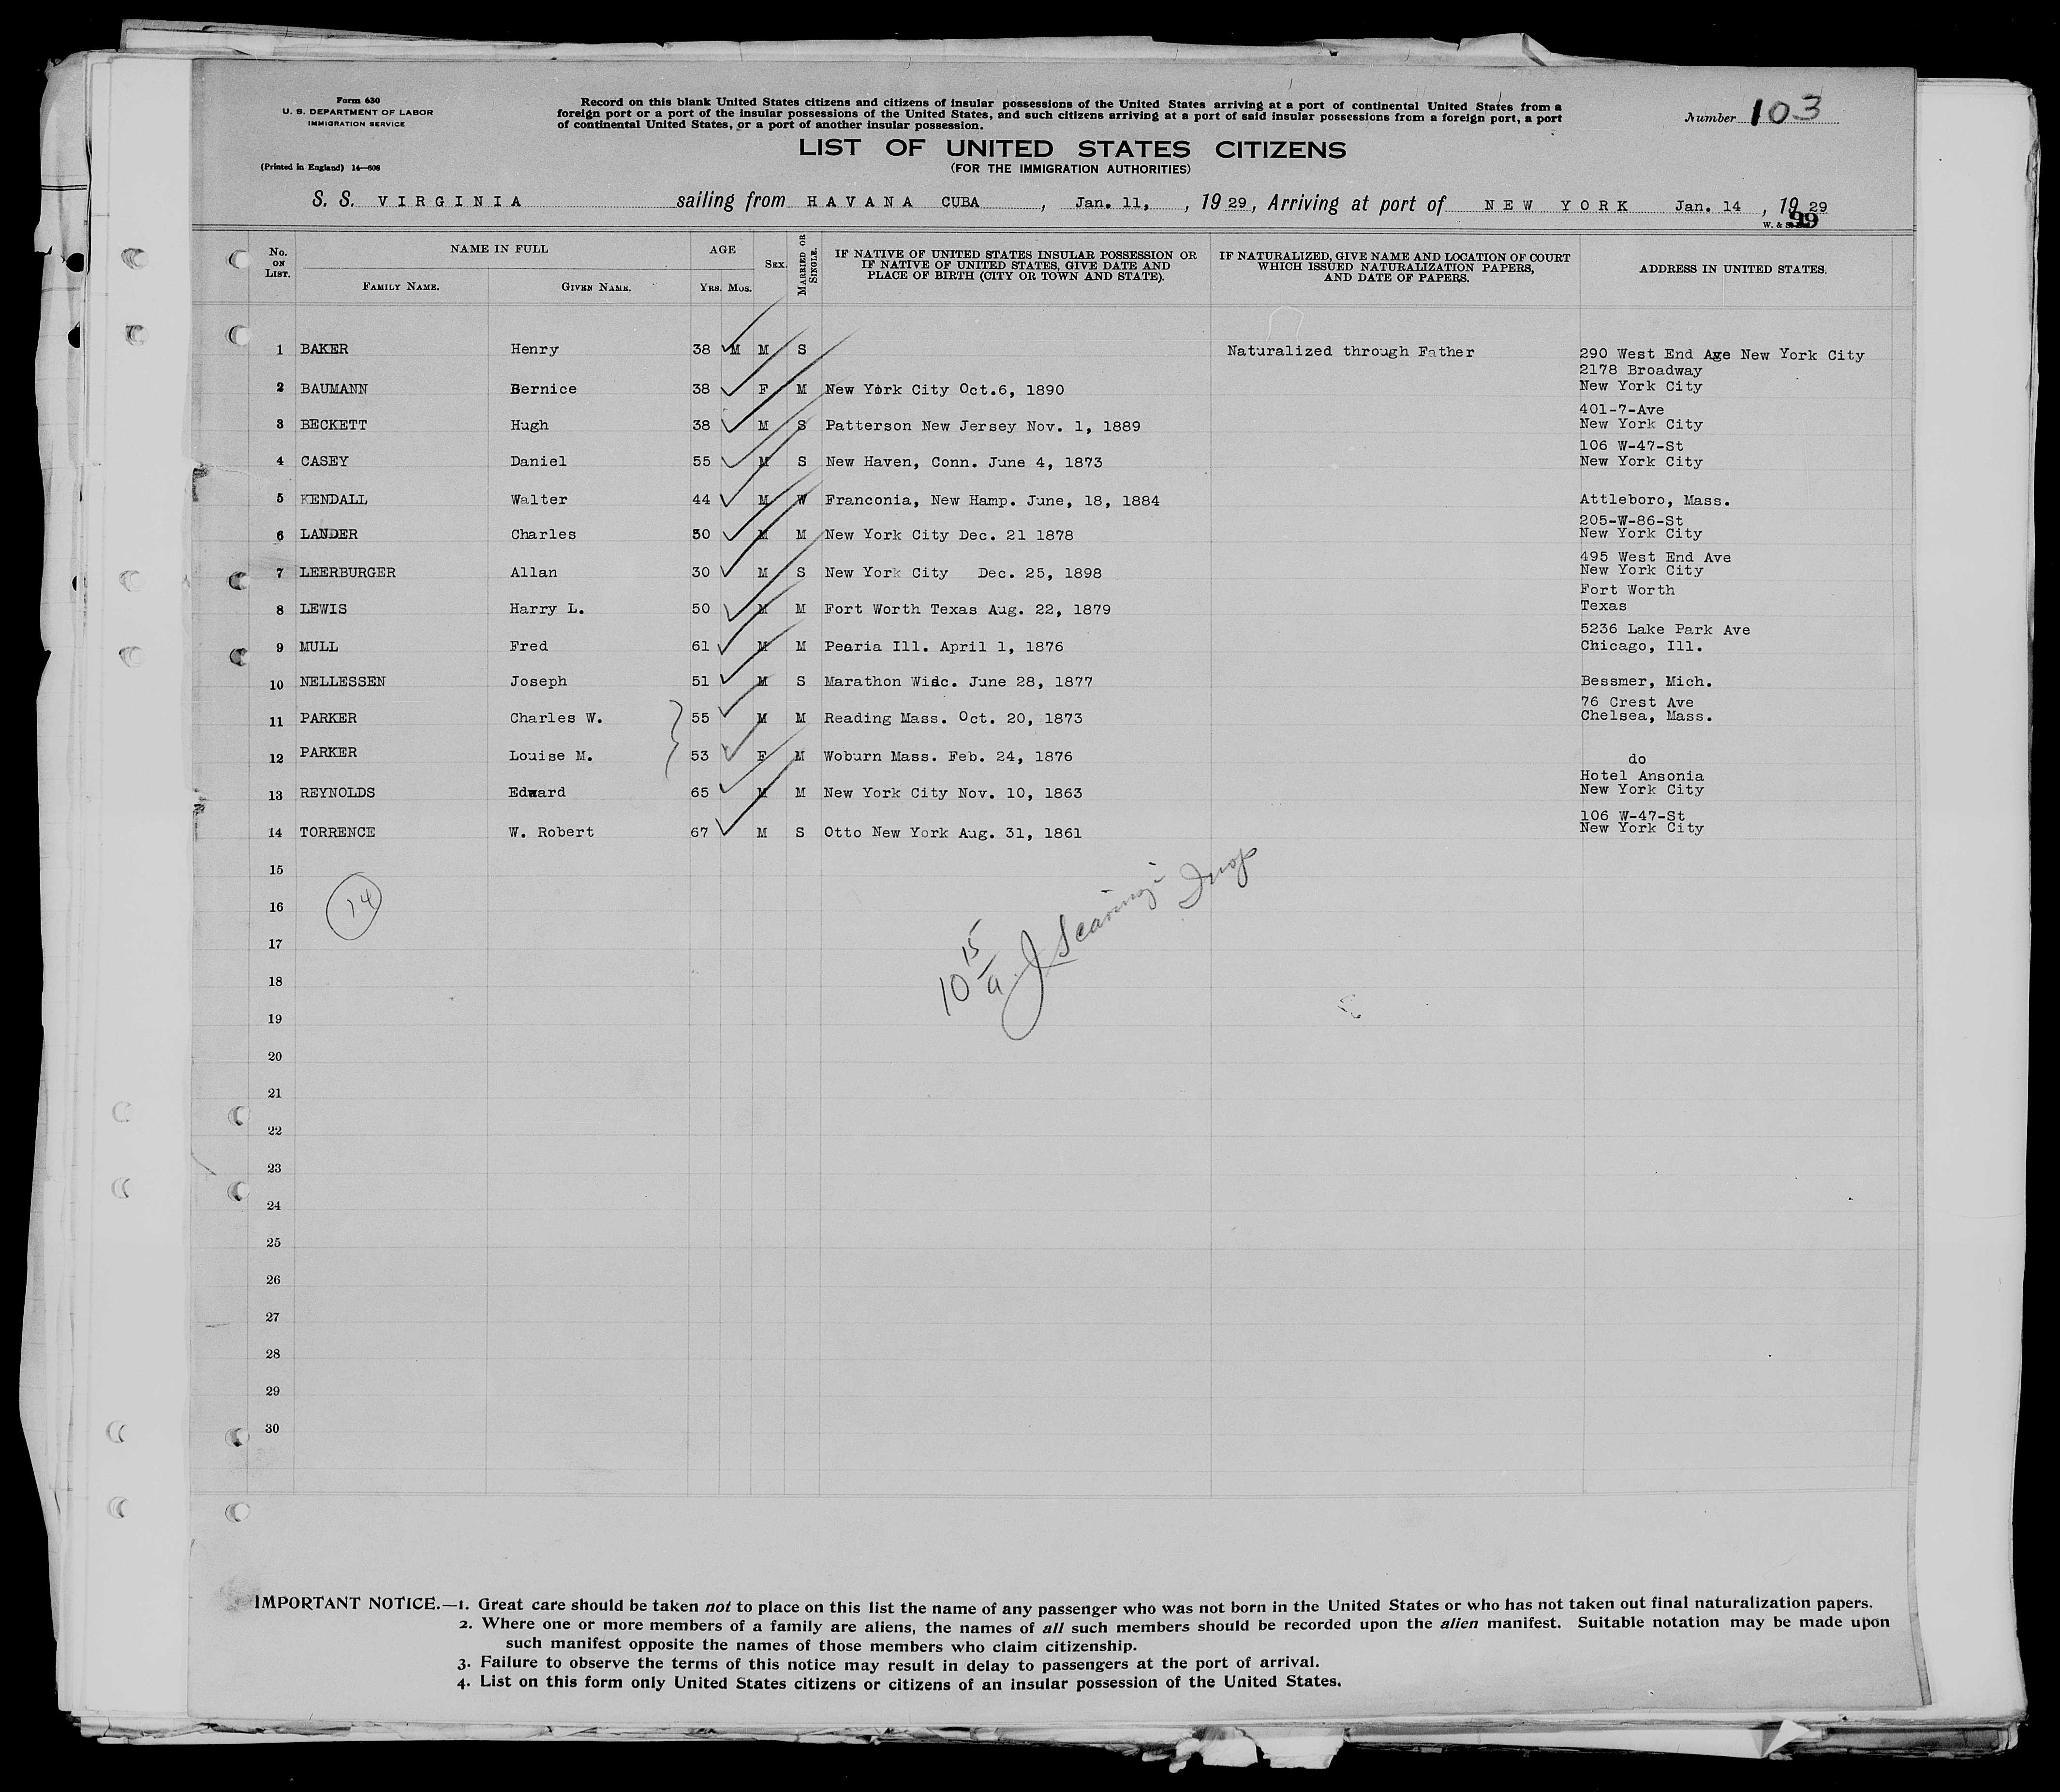 Form 630
U. S. DEPARTMENT OF LABOR
IMMIGRATION SERVICE
(Printed in England) 14—608
Record on this blank United States citizens and citizens of insular possessions of the United States arriving at a port of continental United States from a
foreign port or a port of the insular possessions of the United States, and such citizens arriving at a port of said insular possessions from a foreign port, a port
of continental United States, or a port of another insular possession.
Number 103
LIST OF UNITED STATES CITIZENS
(FOR THE IMMIGRATION AUTHORITIES)
S. S. VIRGINIA sailing from HAVANA CUBA, Jan. 11, , 1929, Arriving at port of NEW YORK Jan. 14, 1929
99
No. ON LIST. NAME IN FULL AGE SEX. MARRIED OR SINGLE. IF NATIVE OF UNITED STATES INSULAR POSSESSION OR IF NATIVE OF UNITED STATES, GIVE DATE AND PLACE OF BIRTH (CITY OR TOWN AND STATE). IF NATURALIZED, GIVE NAME AND LOCATION OF COURT WHICH ISSUED NATURALIZATION PAPERS, AND DATE OF PAPERS. ADDRESS IN UNITED STATES.
FAMILY NAME. GIVEN NAME. YRS. MOS.
1 BAKER Henry 38 M M S Naturalized through Father 290 West End Ave New York City
2178 Broadway
2 BAUMANN Bernice 38 F M New York City Oct.6, 1890 New York City
401-7-Ave
3 BECKETT Hugh 38 M S Patterson New Jersey Nov. 1, 1889 New York City
106 W-47-St
4 CASEY Daniel 55 M S New Haven, Conn. June 4, 1873 New York City
5 KENDALL Walter 44 M W Franconia, New Hamp. June, 18, 1884 Attleboro, Mass.
205-W-86-St
6 LANDER Charles 50 M M New York City Dec. 21 1878 New York City
495 West End Ave
7 LEERBURGER Allan 30 M S New York City Dec. 25, 1898 New York City
Fort Worth
8 LEWIS Harry L. 50 M M Fort Worth Texas Aug. 22, 1879 Texas
5236 Lake Park Ave
9 MULL Fred 61 M M Pearia Ill. April 1, 1876 Chicago, Ill.
10 NELLESSEN Joseph 51 M S Marathon Wisc. June 28, 1877 Bessmer, Mich.
76 Crest Ave
11 PARKER Charles W. 55 M M Reading Mass. Oct. 20, 1873 Chelsea, Mass.
12 PARKER Louise M. 53 F M Woburn Mass. Feb. 24, 1876 do
Hotel Ansonia
13 REYNOLDS Edward 65 M M New York City Nov. 10, 1863 New York City
106 W-47-St
14 TORRENCE W. Robert 67 M S Otto New York Aug. 31, 1861 New York City
15
16 14
17
18 10 15/a
19
20
21
22
23
24
25
26
27
28
29
30
IMPORTANT NOTICE.—1. Great care should be taken not to place on this list the name of any passenger who was not born in the United States or who has not taken out final naturalization papers.
2. Where one or more members of a family are aliens, the names of all such members should be recorded upon the alien manifest. Suitable notation may be made upon
such manifest opposite the names of those members who claim citizenship.
3. Failure to observe the terms of this notice may result in delay to passengers at the port of arrival.
4. List on this form only United States citizens or citizens of an insular possession of the United States.